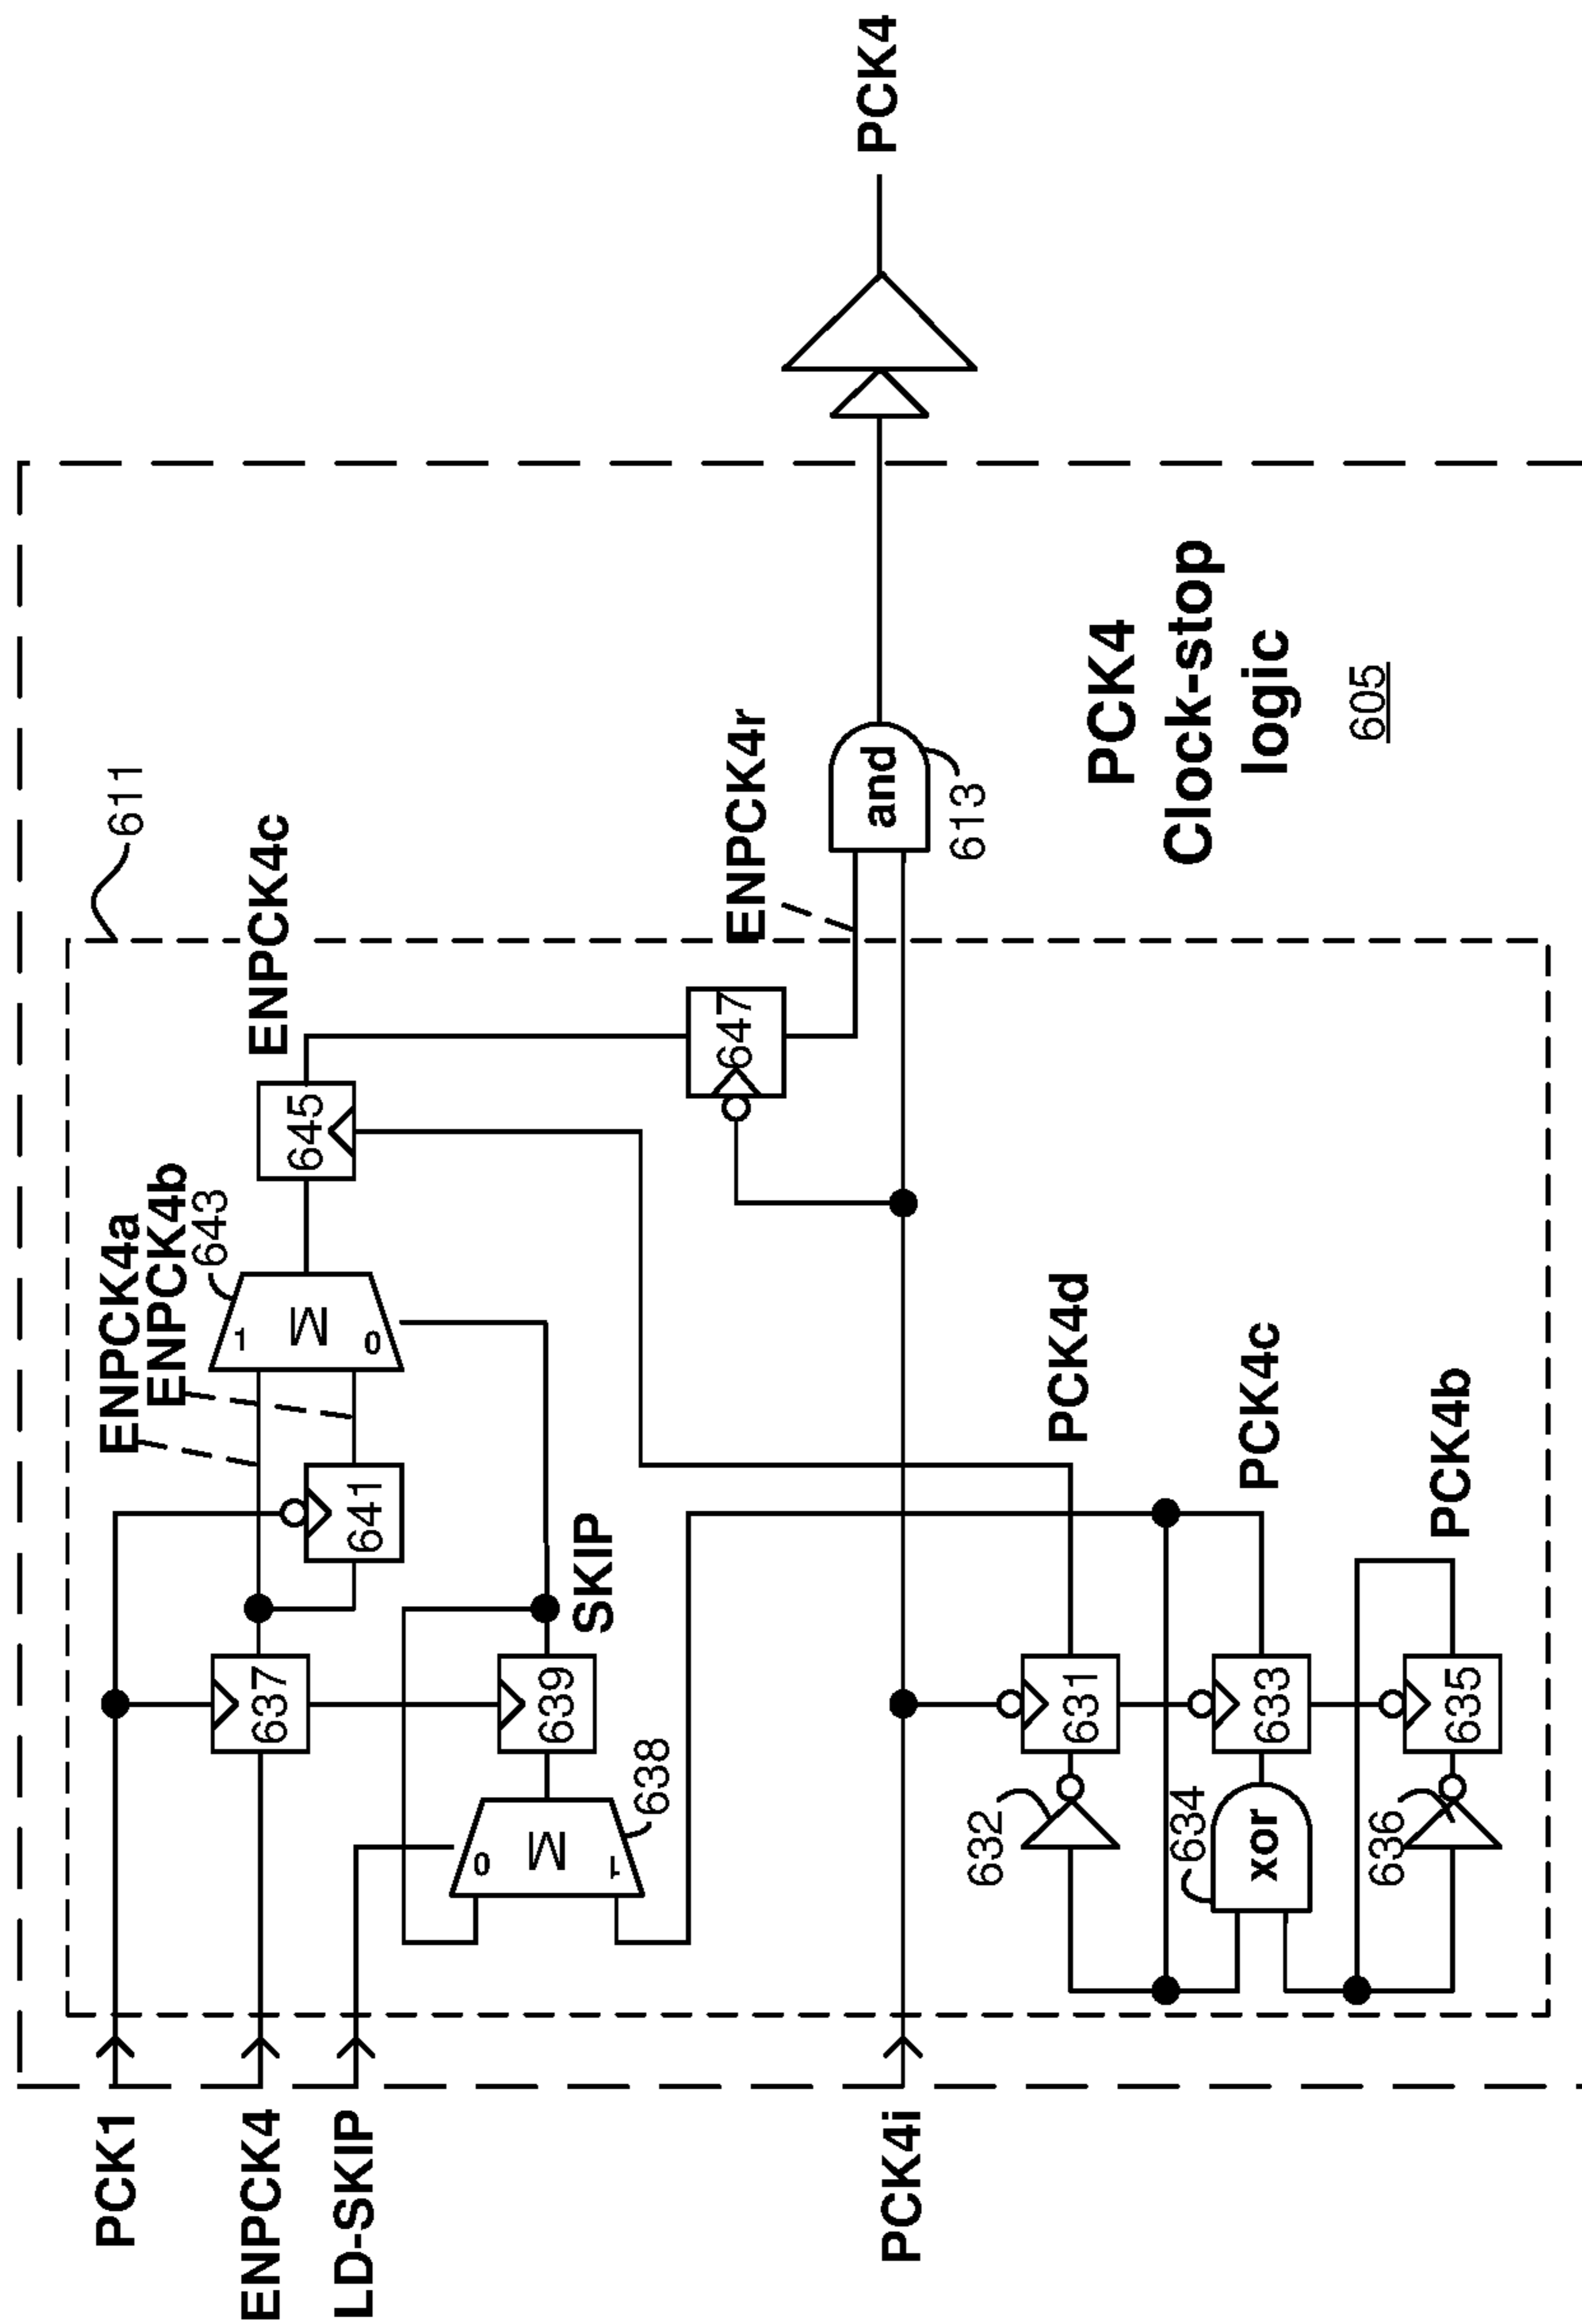 PCK1
ENPCK4
LD-SKIP
PCK4i
637
639
SKIP
0
M
1
638
641
ENPCK4a
ENPCK4b
643
1
M
0
645
ENPCK4c
611
647
ENPCK4r
and
613
PCK4
632
631
PCK4d
634
xor
633
PCK4c
636
635
PCK4b
PCK4
Clock-stop
logic
605